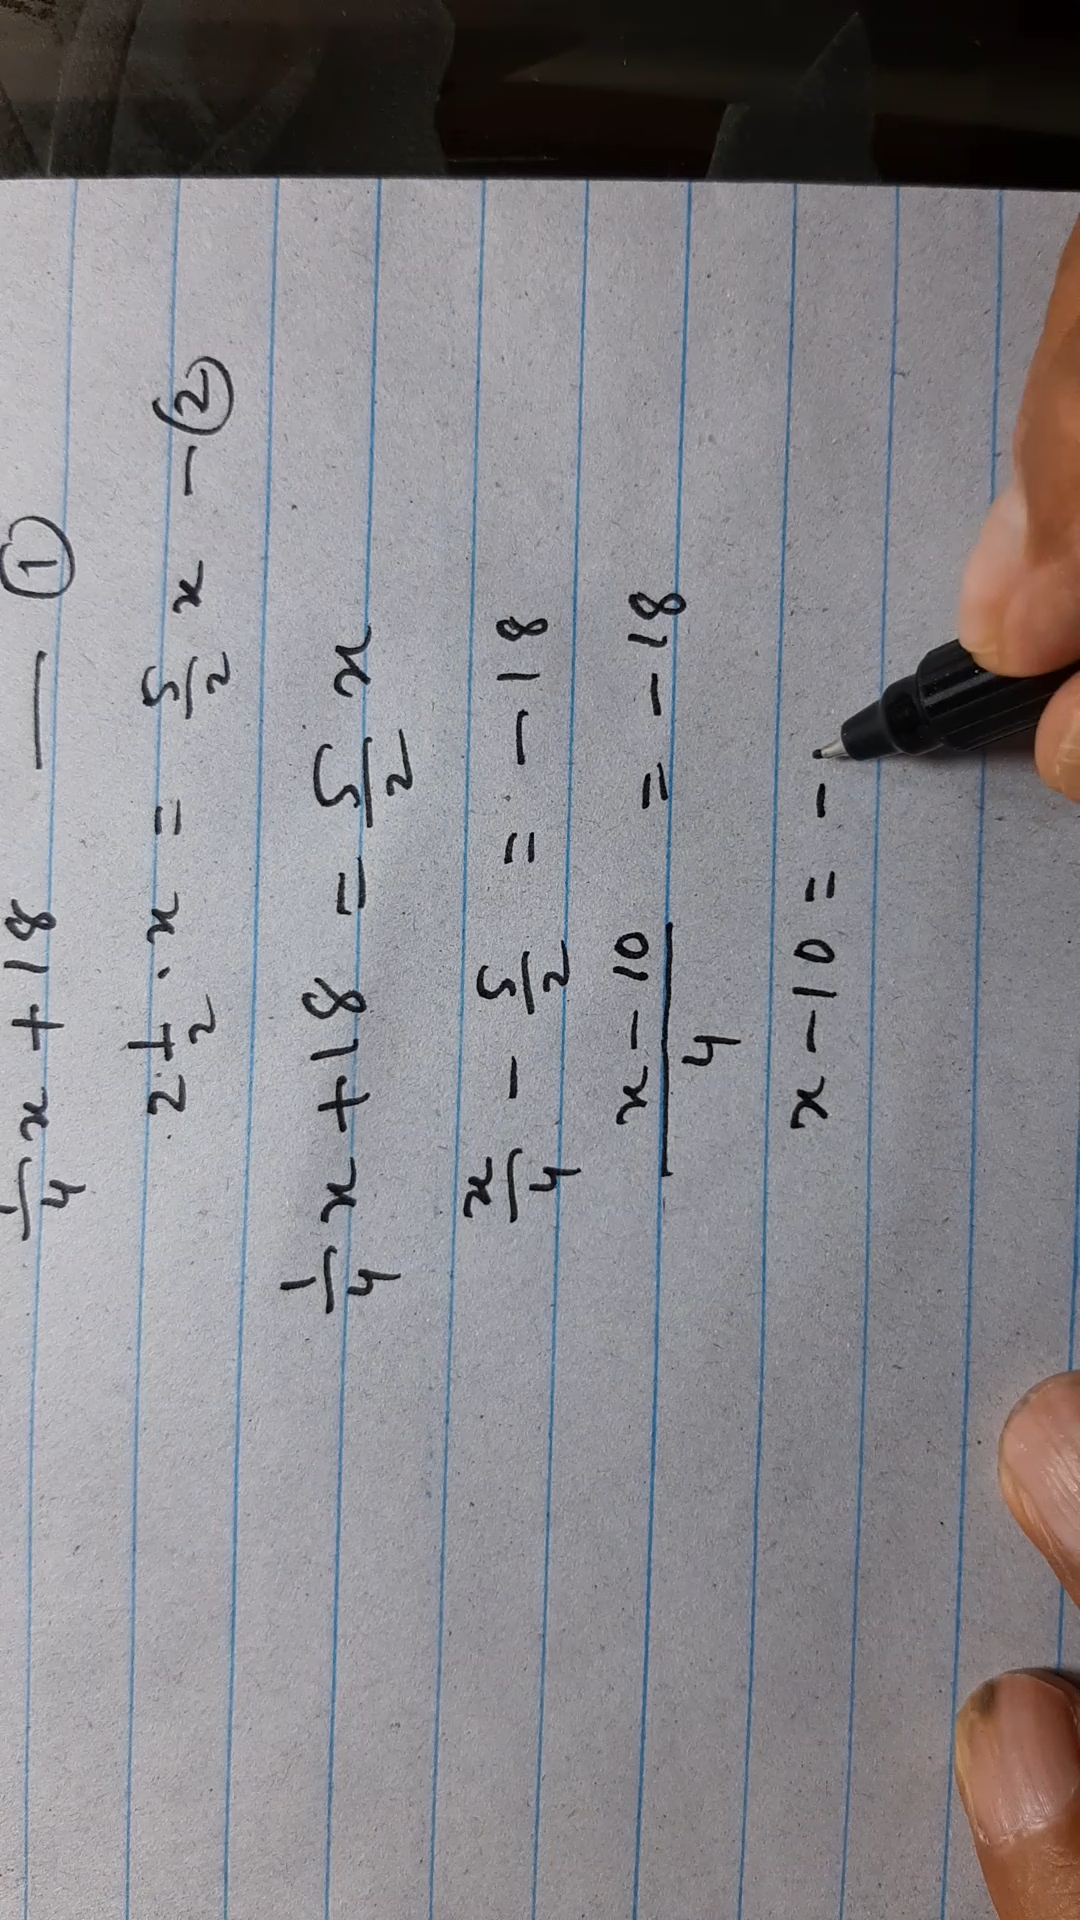 1/4 x + 18 — ①
2 1/2 · x = 5/2 x - ②
1/4 x + 18 = 5/2 x
x/4 - 5/2 = - 18
x - 10 / 4 = - 18
x - 10 = -